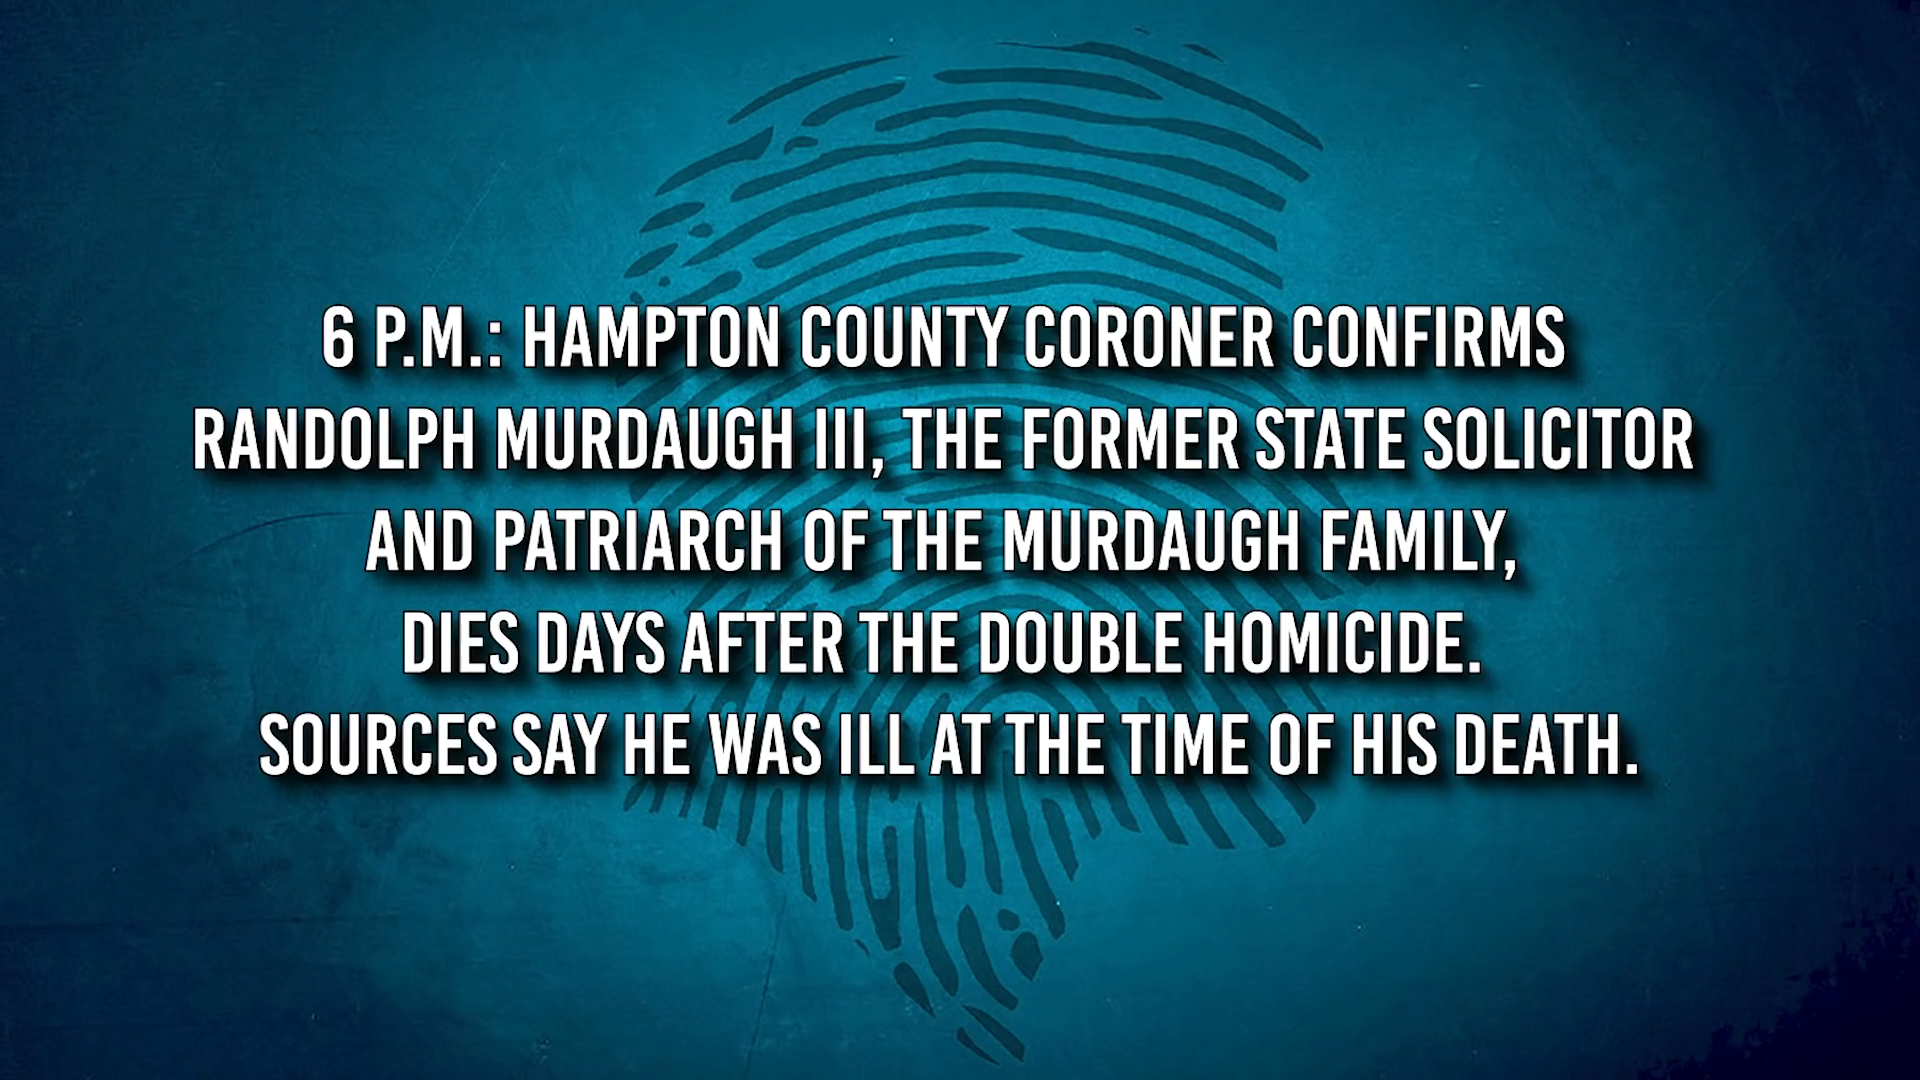 6 P.M.: HAMPTON COUNTY CORONER CONFIRMS
RANDOLPH MURDAUGH III, THE FORMER STATE SOLICITOR
AND PATRIARCH OF THE MURDAUGH FAMILY,
DIES DAYS AFTER THE DOUBLE HOMICIDE.
SOURCES SAY HE WAS ILL AT THE TIME OF HIS DEATH.